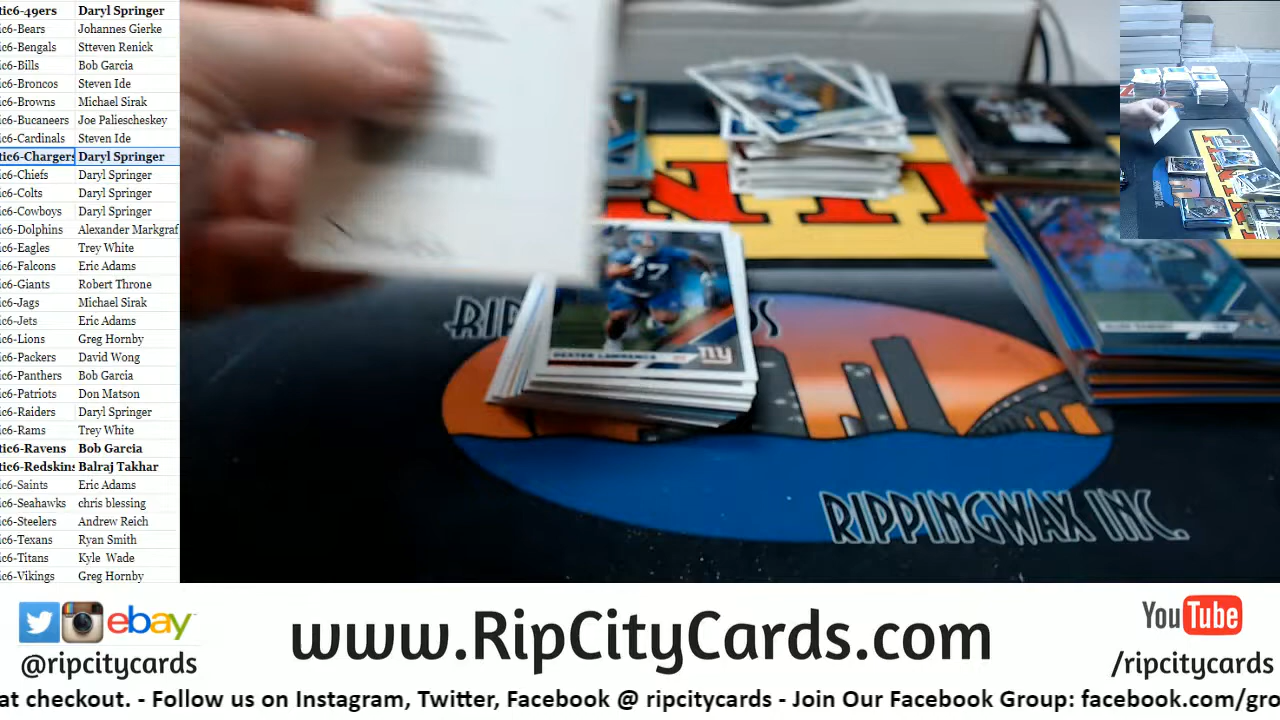 tic6-49ers Daryl Springer
ic6-Bears Johannes Gierke
ic6-Bengals Stteven Renick
ic6-Bills Bob Garcia
ic6-Broncos Steven Ide
ic6-Browns Michael Sirak
ic6-Bucaneers Joe Paliescheskey
ic6-Cardinals Steven Ide
tic6-Chargers Daryl Springer
ic6-Chiefs Daryl Springer
ic6-Colts Daryl Springer
ic6-Cowboys Daryl Springer
ic6-Dolphins Alexander Markgraf
ic6-Eagles Trey White
ic6-Falcons Eric Adams
ic6-Giants Robert Throne
ic6-Jags Michael Sirak
ic6-Jets Eric Adams
ic6-Lions Greg Hornby
ic6-Packers David Wong
ic6-Panthers Bob Garcia
ic6-Patriots Don Matson
ic6-Raiders Daryl Springer
ic6-Rams Trey White
tic6-Ravens Bob Garcia
tic6-Redskins Balraj Takhar
ic6-Saints Eric Adams
ic6-Seahawks chris blessing
ic6-Steelers Andrew Reich
ic6-Texans Ryan Smith
ic6-Titans Kyle Wade
ic6-Vikings Greg Hornby
DEXTER LAWRENCE
ny
RIPPINGWAX INC.
ebay
@ripcitycards
www.RipCityCards.com
YouTube
/ripcitycards
at checkout. - Follow us on Instagram, Twitter, Facebook @ ripcitycards - Join Our Facebook Group: facebook.com/gro